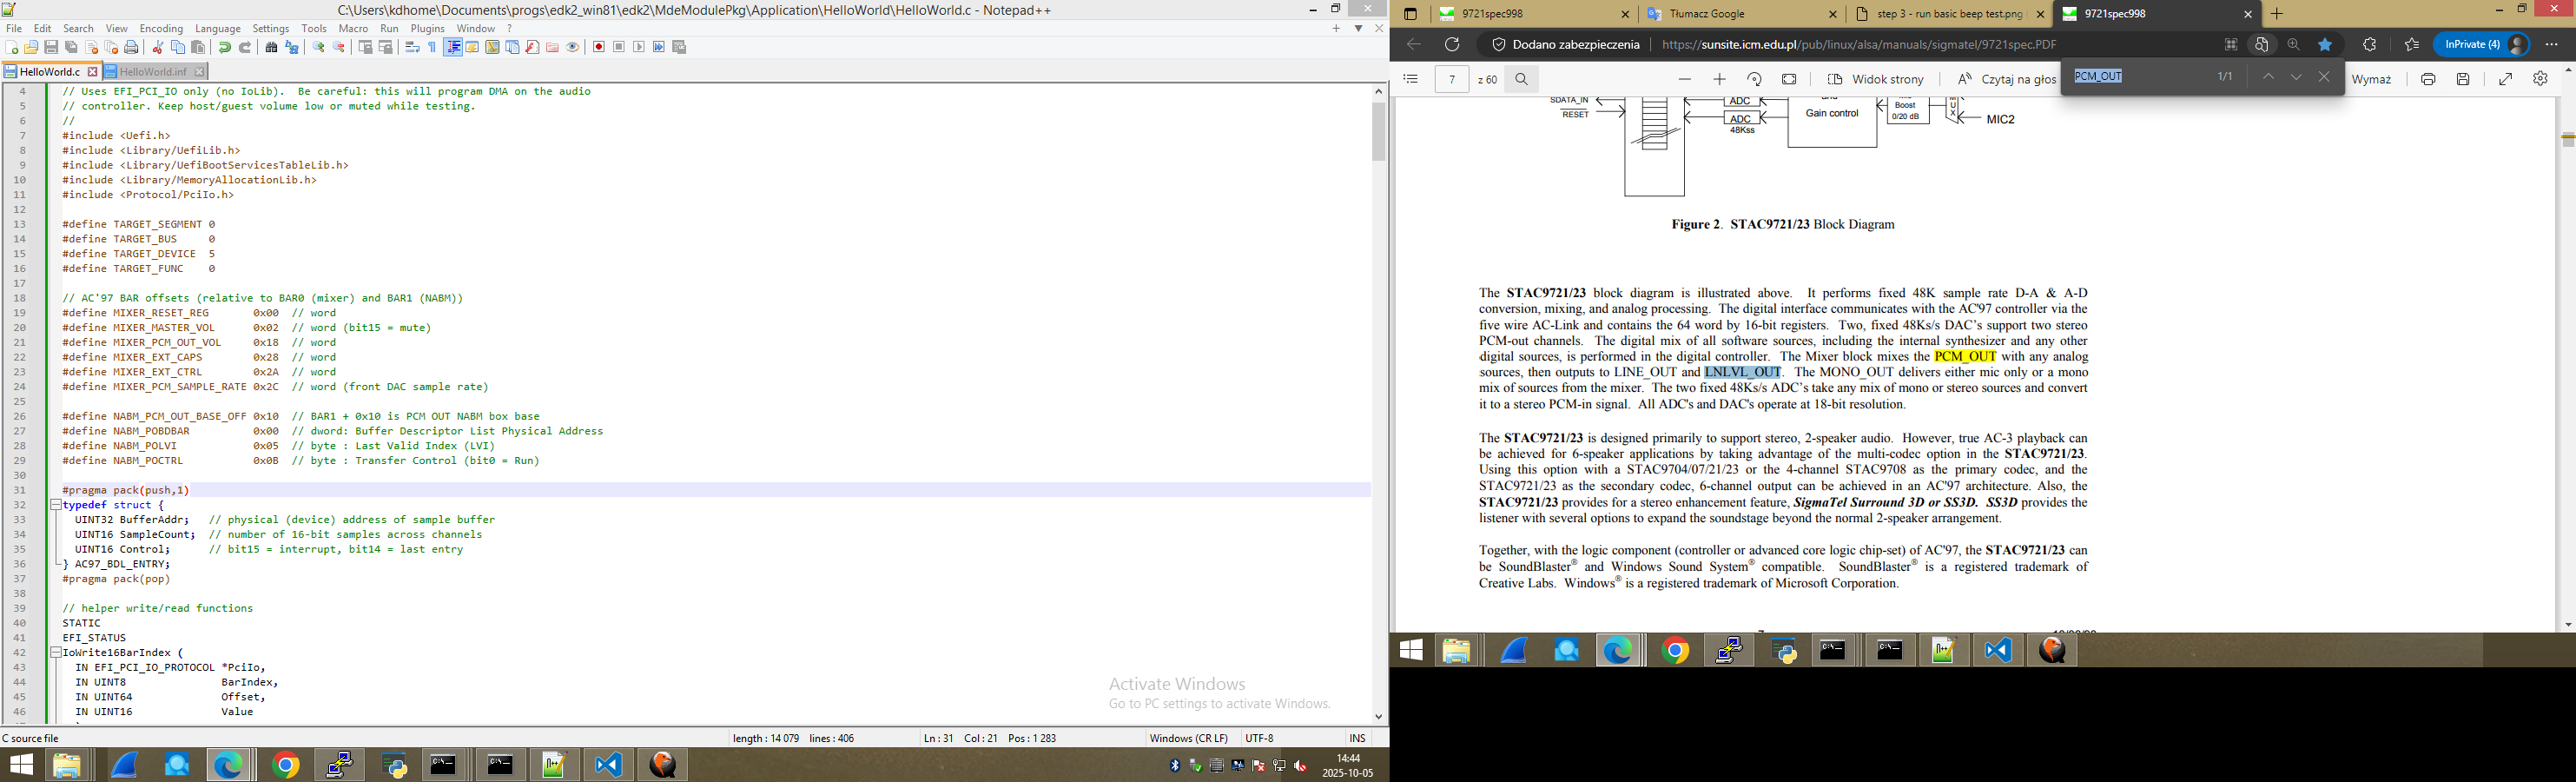 C:\Users\kdhome\Documents\progs\edk2_win81\edk2\MdeModulePkg\Application\HelloWorld\HelloWorld.c - Notepad++
File Edit Search View Encoding Language Settings Tools Macro Run Plugins Window ?
HelloWorld.c HelloWorld.inf
4 // Uses EFI_PCI_IO only (no IoLib).  Be careful: this will program DMA on the audio
5 // controller. Keep host/guest volume low or muted while testing.
6 //
7 #include <Uefi.h>
8 #include <Library/UefiLib.h>
9 #include <Library/UefiBootServicesTableLib.h>
10 #include <Library/MemoryAllocationLib.h>
11 #include <Protocol/PciIo.h>
12
13 #define TARGET_SEGMENT 0
14 #define TARGET_BUS     0
15 #define TARGET_DEVICE  5
16 #define TARGET_FUNC    0
17
18 // AC'97 BAR offsets (relative to BAR0 (mixer) and BAR1 (NABM))
19 #define MIXER_RESET_REG       0x00  // word
20 #define MIXER_MASTER_VOL      0x02  // word (bit15 = mute)
21 #define MIXER_PCM_OUT_VOL     0x18  // word
22 #define MIXER_EXT_CAPS        0x28  // word
23 #define MIXER_EXT_CTRL        0x2A  // word
24 #define MIXER_PCM_SAMPLE_RATE 0x2C  // word (front DAC sample rate)
25
26 #define NABM_PCM_OUT_BASE_OFF 0x10  // BAR1 + 0x10 is PCM OUT NABM box base
27 #define NABM_POBDBAR          0x00  // dword: Buffer Descriptor List Physical Address
28 #define NABM_POLVI            0x05  // byte : Last Valid Index (LVI)
29 #define NABM_POCTRL           0x0B  // byte : Transfer Control (bit0 = Run)
30
31 #pragma pack(push,1)
32 typedef struct {
33   UINT32 BufferAddr;   // physical (device) address of sample buffer
34   UINT16 SampleCount;  // number of 16-bit samples across channels
35   UINT16 Control;      // bit15 = interrupt, bit14 = last entry
36 } AC97_BDL_ENTRY;
37 #pragma pack(pop)
38
39 // helper write/read functions
40 STATIC
41 EFI_STATUS
42 IoWrite16BarIndex (
43   IN EFI_PCI_IO_PROTOCOL *PciIo,
44   IN UINT8               BarIndex,
45   IN UINT64              Offset,
46   IN UINT16              Value
Activate Windows
Go to PC settings to activate Windows.
C source file length : 14 079 lines : 406 Ln : 31 Col : 21 Pos : 1 283 Windows (CR LF) UTF-8 INS
14:44
2025-10-05
9721spec998 Tłumacz Google step 3 - run basic beep test.png 9721spec998
Dodano zabezpieczenia https://sunsite.icm.edu.pl/pub/linux/alsa/manuals/sigmatel/9721spec.PDF InPrivate (4)
7 z 60 Widok strony Czytaj na głos Wymaż
PCM_OUT 1/1
SDATA_IN
RESET
ADC
ADC
48Kss
and
Gain control
Boost
0/20 dB
MUX
MIC2
Figure 2. STAC9721/23 Block Diagram
The STAC9721/23 block diagram is illustrated above. It performs fixed 48K sample rate D-A & A-D
conversion, mixing, and analog processing. The digital interface communicates with the AC'97 controller via the
five wire AC-Link and contains the 64 word by 16-bit registers. Two, fixed 48Ks/s DAC's support two stereo
PCM-out channels. The digital mix of all software sources, including the internal synthesizer and any other
digital sources, is performed in the digital controller. The Mixer block mixes the PCM_OUT with any analog
sources, then outputs to LINE_OUT and LNLVL_OUT. The MONO_OUT delivers either mic only or a mono
mix of sources from the mixer. The two fixed 48Ks/s ADC's take any mix of mono or stereo sources and convert
it to a stereo PCM-in signal. All ADC's and DAC's operate at 18-bit resolution.
The STAC9721/23 is designed primarily to support stereo, 2-speaker audio. However, true AC-3 playback can
be achieved for 6-speaker applications by taking advantage of the multi-codec option in the STAC9721/23.
Using this option with a STAC9704/07/21/23 or the 4-channel STAC9708 as the primary codec, and the
STAC9721/23 as the secondary codec, 6-channel output can be achieved in an AC'97 architecture. Also, the
STAC9721/23 provides for a stereo enhancement feature, SigmaTel Surround 3D or SS3D. SS3D provides the
listener with several options to expand the soundstage beyond the normal 2-speaker arrangement.
Together, with the logic component (controller or advanced core logic chip-set) of AC'97, the STAC9721/23 can
be SoundBlaster® and Windows Sound System® compatible. SoundBlaster® is a registered trademark of
Creative Labs. Windows® is a registered trademark of Microsoft Corporation.